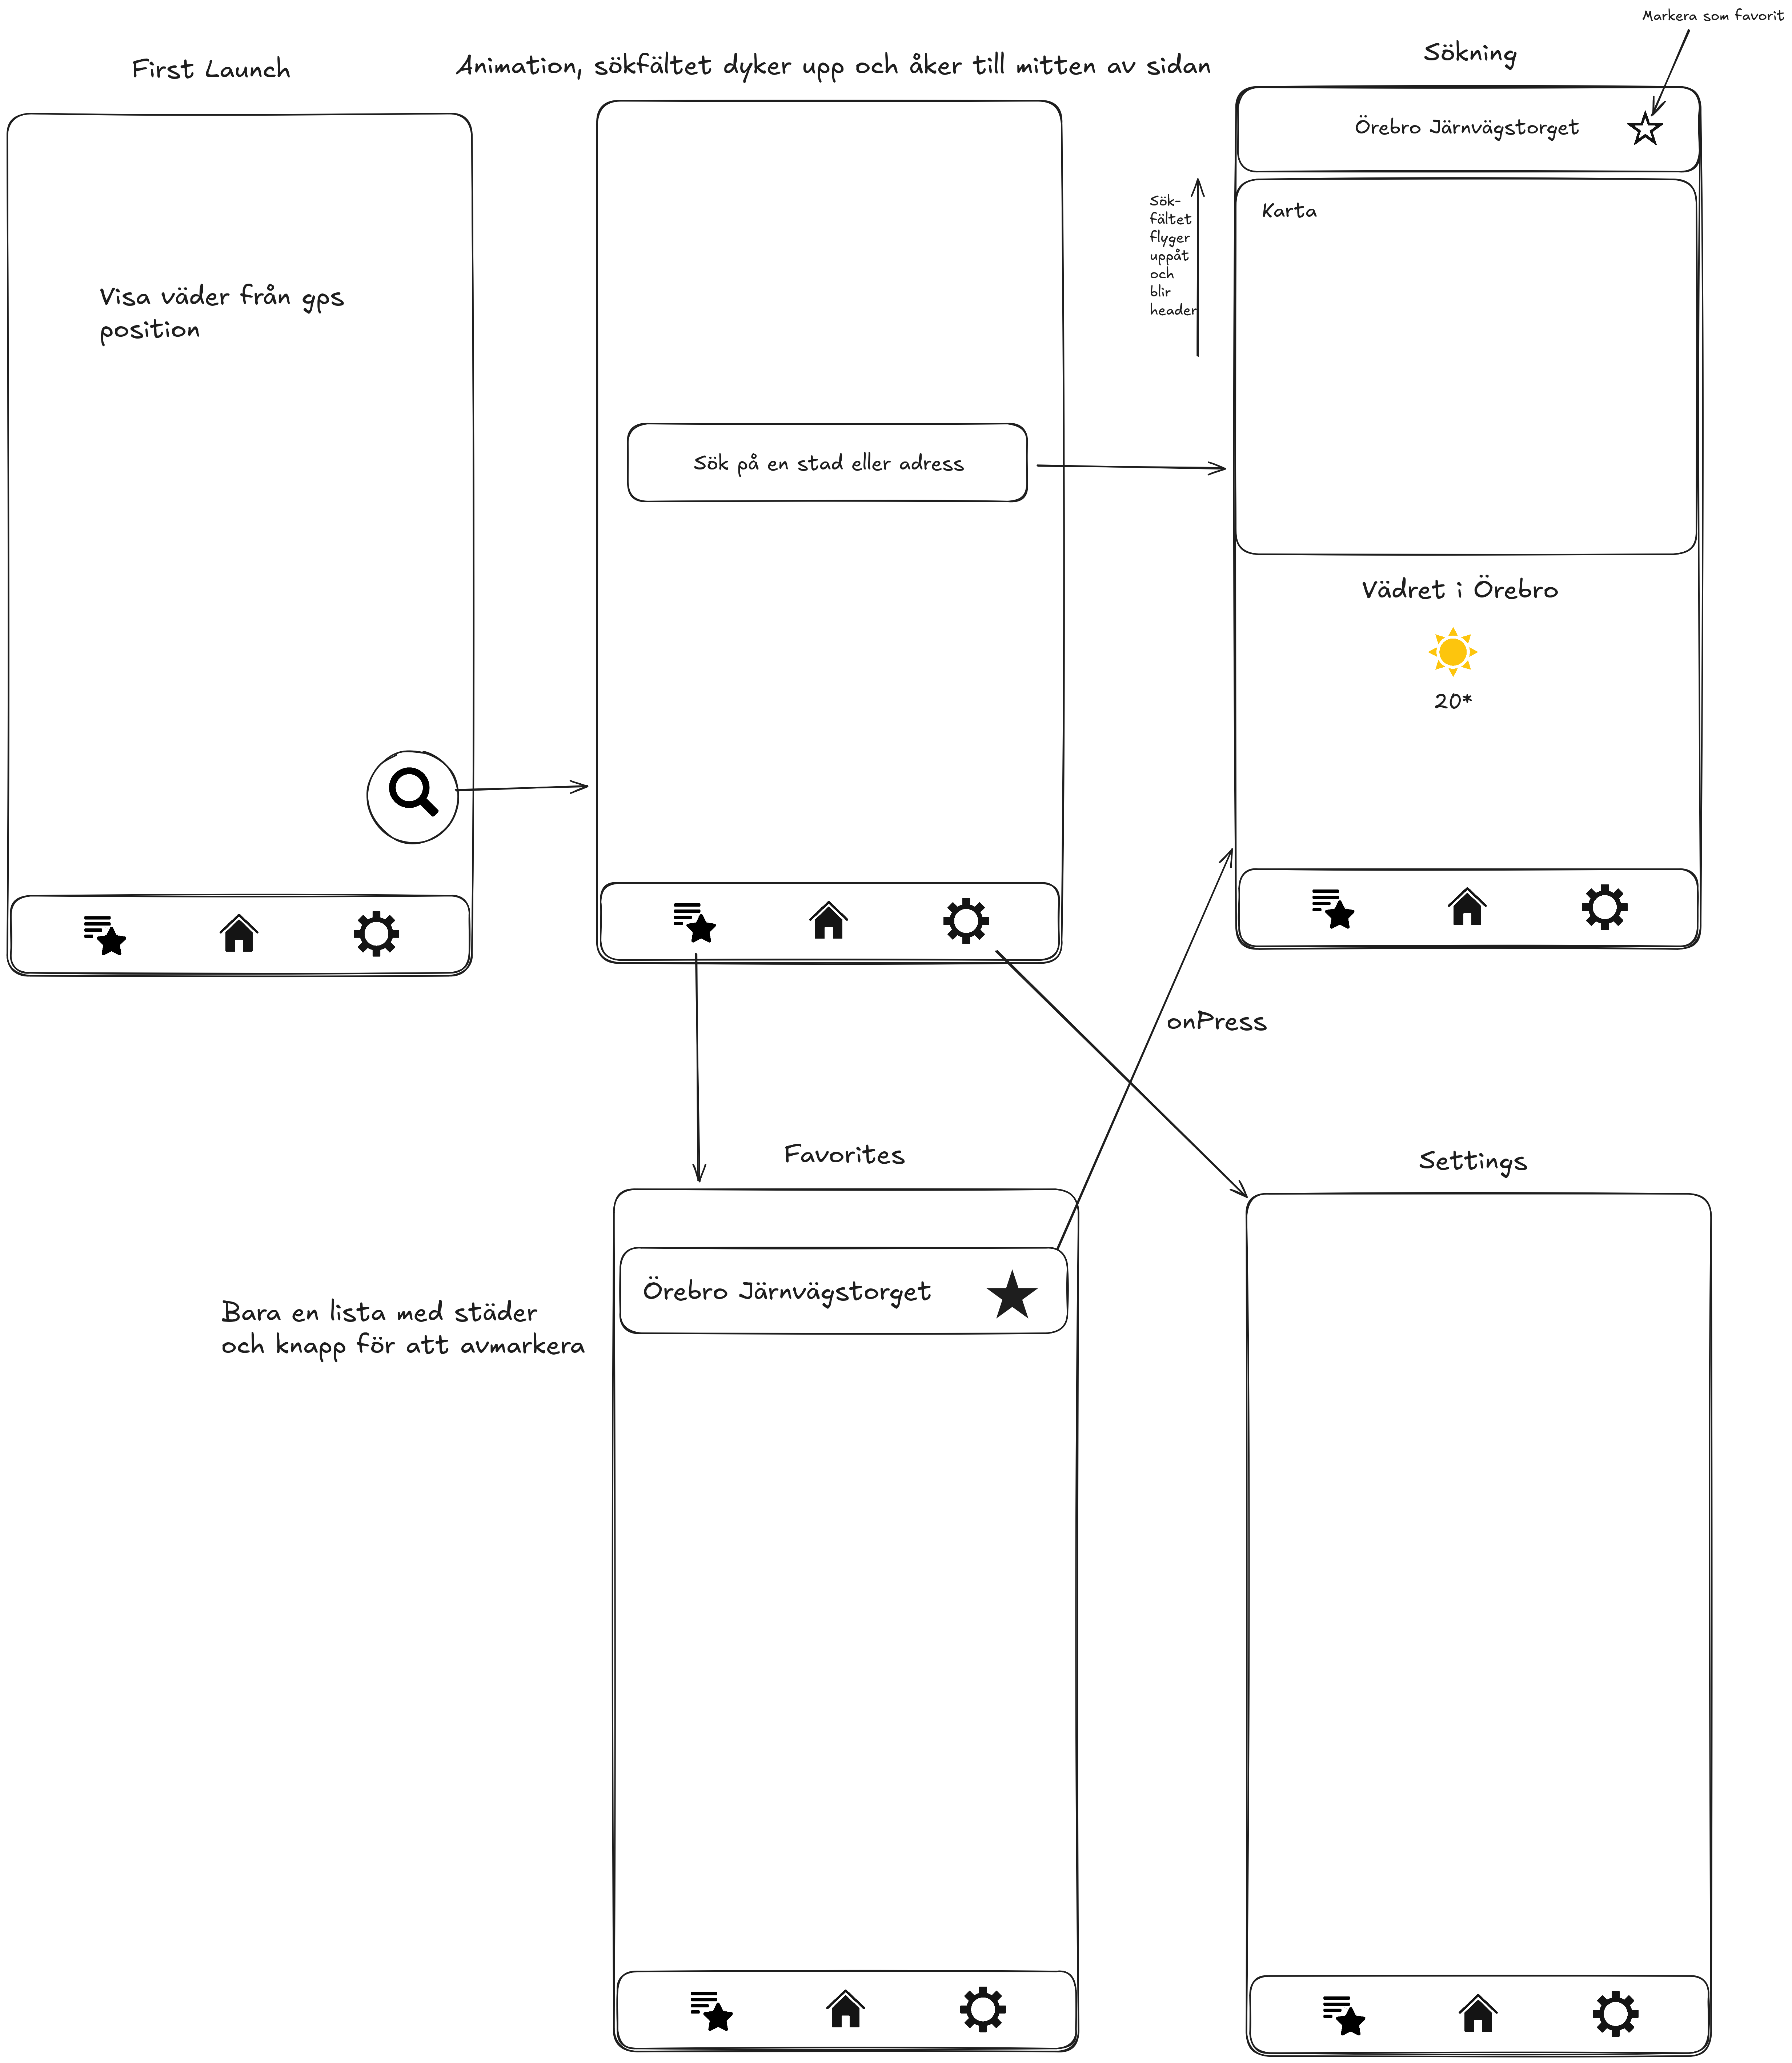 Markera som favorit
First Launch
Animation, sökfältet dyker upp och åker till mitten av sidan
Sökning
Örebro Järnvägstorget
Sök-
fältet
flyger
uppåt
och
blir
header
Karta
Visa väder från gps
position
Sök på en stad eller adress
Vädret i Örebro
20*
onPress
Favorites
Settings
Örebro Järnvägstorget
Bara en lista med städer
och knapp för att avmarkera